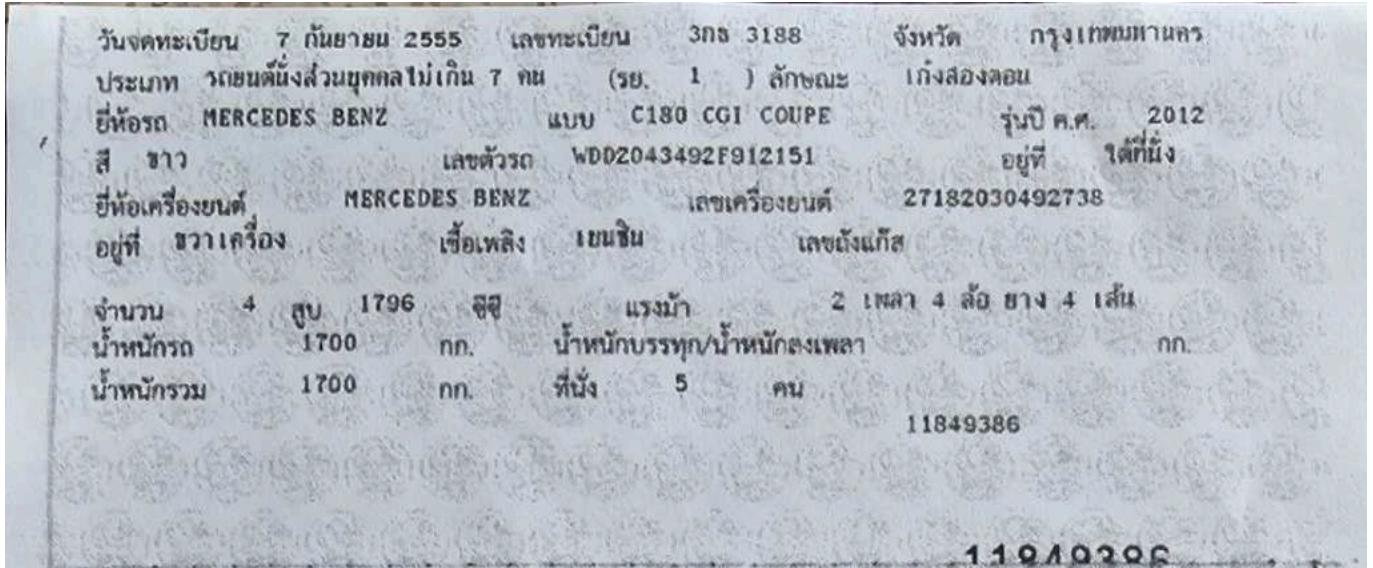 วันจดทะเบียน 7 กันยายน 2555 เลขทะเบียน 3กธ 3188 จังหวัด กรุงเทพมหานคร
ประเภท รถยนต์นั่งส่วนบุคคลไม่เกิน 7 คน (รย. 1 ) ลักษณะ เก๋งสองตอน
ยี่ห้อรถ MERCEDES BENZ แบบ C180 CGI COUPE รุ่นปี ค.ศ. 2012
สี ขาว เลขตัวรถ WDD2043492F912151 อยู่ที่ ใต้ที่นั่ง
ยี่ห้อเครื่องยนต์ MERCEDES BENZ เลขเครื่องยนต์ 27182030492738
อยู่ที่ ขวาเครื่อง เชื้อเพลิง เบนซิน เลขถังแก๊ส
จำนวน 4 สูบ 1796 ซีซี แรงม้า 2 เพลา 4 ล้อ ยาง 4 เส้น
น้ำหนักรถ 1700 กก. น้ำหนักบรรทุก/น้ำหนักลงเพลา กก.
น้ำหนักรวม 1700 กก. ที่นั่ง 5 คน
11849386
11849386